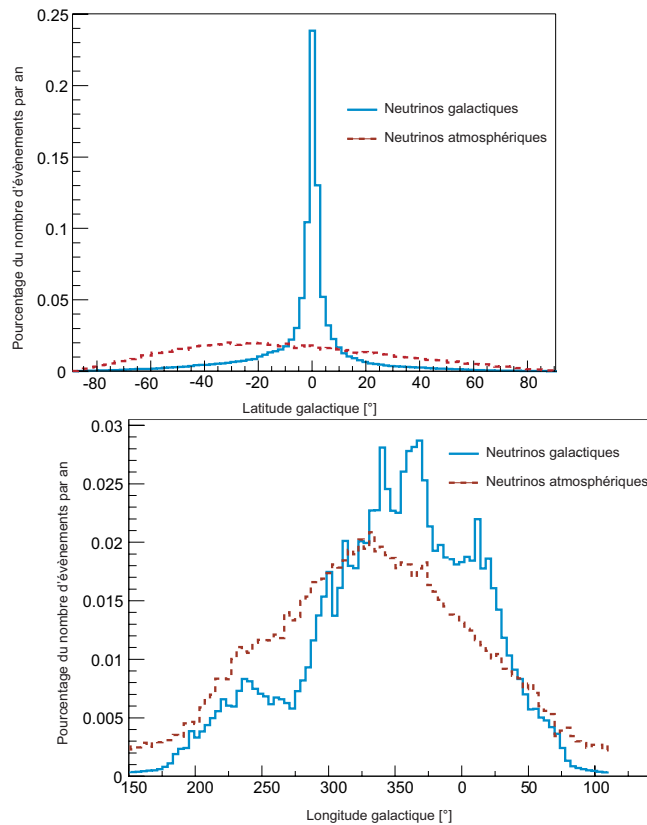 Pourcentage du nombre d'évènements par an
0.25
0.2
0.15
0.1
0.05
0
Neutrinos galactiques
Neutrinos atmosphériques
-80 -60 -40 -20 0 20 40 60 80
Latitude galactique [°]
Pourcentage du nombre d'évènements par an
0.03
0.025
0.02
0.015
0.01
0.005
0
Neutrinos galactiques
Neutrinos atmosphériques
150 200 250 300 350 0 50 100
Longitude galactique [°]